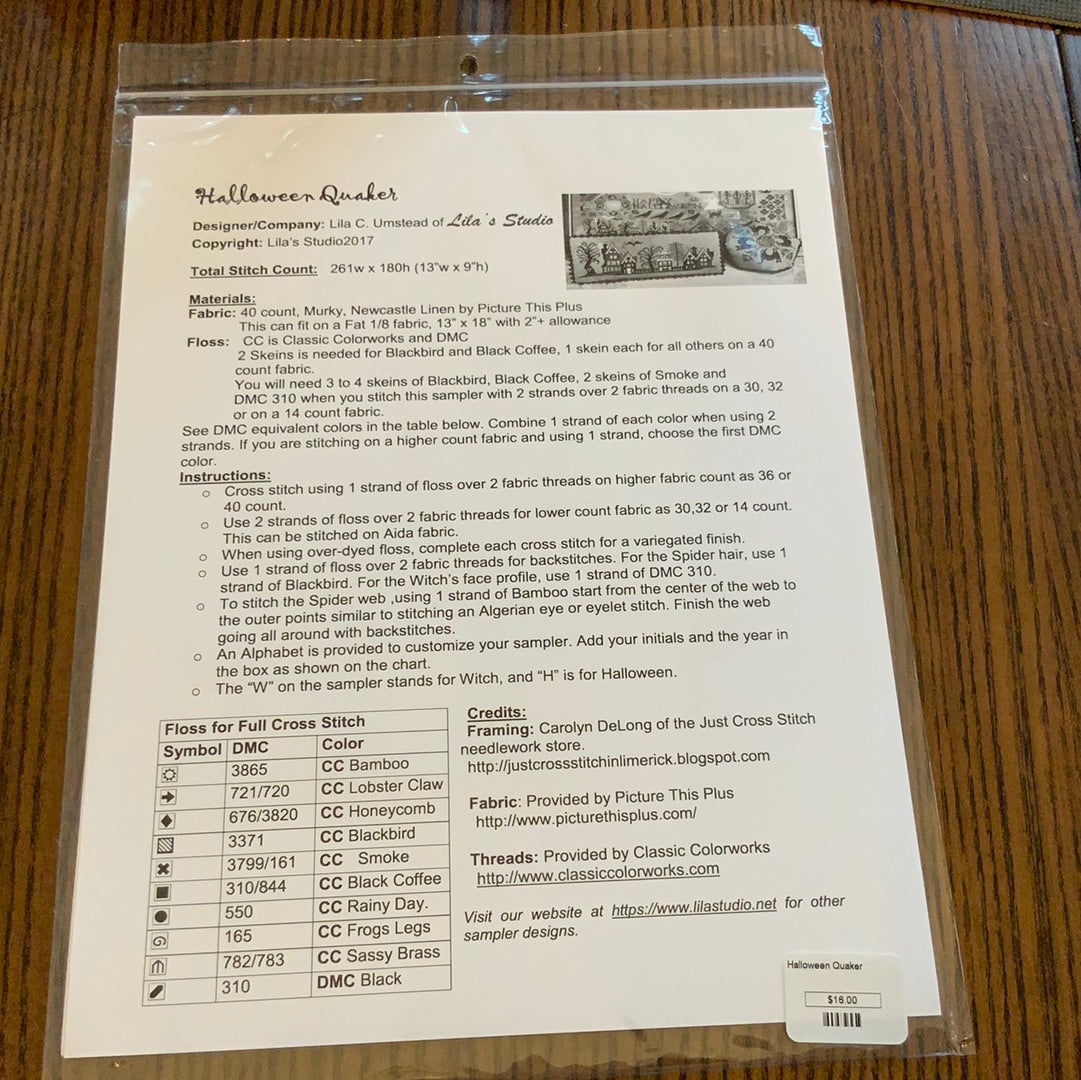 Halloween Quaker
Designer/Company: Lila C. Umstead of Lila's Studio
Copyright: Lila's Studio2017
Total Stitch Count: 261w x 180h (13"w x 9"h)
Materials:
Fabric: 40 count, Murky, Newcastle Linen by Picture This Plus
This can fit on a Fat 1/8 fabric, 13" x 18" with 2"+ allowance
Floss: CC is Classic Colorworks and DMC
2 Skeins is needed for Blackbird and Black Coffee, 1 skein each for all others on a 40
count fabric.
You will need 3 to 4 skeins of Blackbird, Black Coffee, 2 skeins of Smoke and
DMC 310 when you stitch this sampler with 2 strands over 2 fabric threads on a 30, 32
or on a 14 count fabric.
See DMC equivalent colors in the table below. Combine 1 strand of each color when using 2
strands. If you are stitching on a higher count fabric and using 1 strand, choose the first DMC
color.
Instructions:
o Cross stitch using 1 strand of floss over 2 fabric threads on higher fabric count as 36 or
40 count.
o Use 2 strands of floss over 2 fabric threads for lower count fabric as 30,32 or 14 count.
This can be stitched on Aida fabric.
o When using over-dyed floss, complete each cross stitch for a variegated finish.
o Use 1 strand of floss over 2 fabric threads for backstitches. For the Spider hair, use 1
strand of Blackbird. For the Witch's face profile, use 1 strand of DMC 310.
o To stitch the Spider web ,using 1 strand of Bamboo start from the center of the web to
the outer points similar to stitching an Algerian eye or eyelet stitch. Finish the web
going all around with backstitches.
o An Alphabet is provided to customize your sampler. Add your initials and the year in
the box as shown on the chart.
o The "W" on the sampler stands for Witch, and "H" is for Halloween.
Floss for Full Cross Stitch
Symbol DMC Color
3865 CC Bamboo
721/720 CC Lobster Claw
676/3820 CC Honeycomb
3371 CC Blackbird
3799/161 CC Smoke
310/844 CC Black Coffee
550 CC Rainy Day.
165 CC Frogs Legs
782/783 CC Sassy Brass
310 DMC Black
Credits:
Framing: Carolyn DeLong of the Just Cross Stitch
needlework store.
http://justcrossstitchinlimerick.blogspot.com
Fabric: Provided by Picture This Plus
http://www.picturethisplus.com/
Threads: Provided by Classic Colorworks
http://www.classiccolorworks.com
Visit our website at https://www.lilastudio.net for other
sampler designs.
Halloween Quaker
$16.00